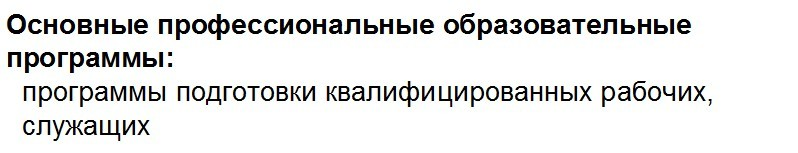 Основные профессиональные образовательные
программы:
программы подготовки квалифицированных рабочих,
служащих